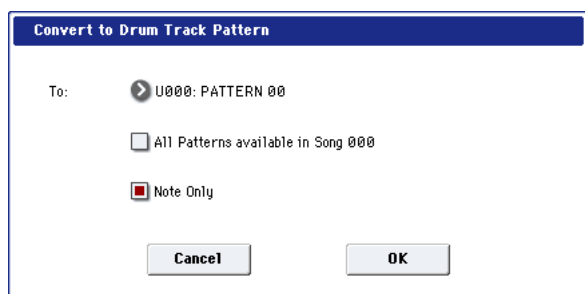 Convert to Drum Track Pattern
To: U000: PATTERN 00
All Patterns available in Song 000
Note Only
Cancel OK